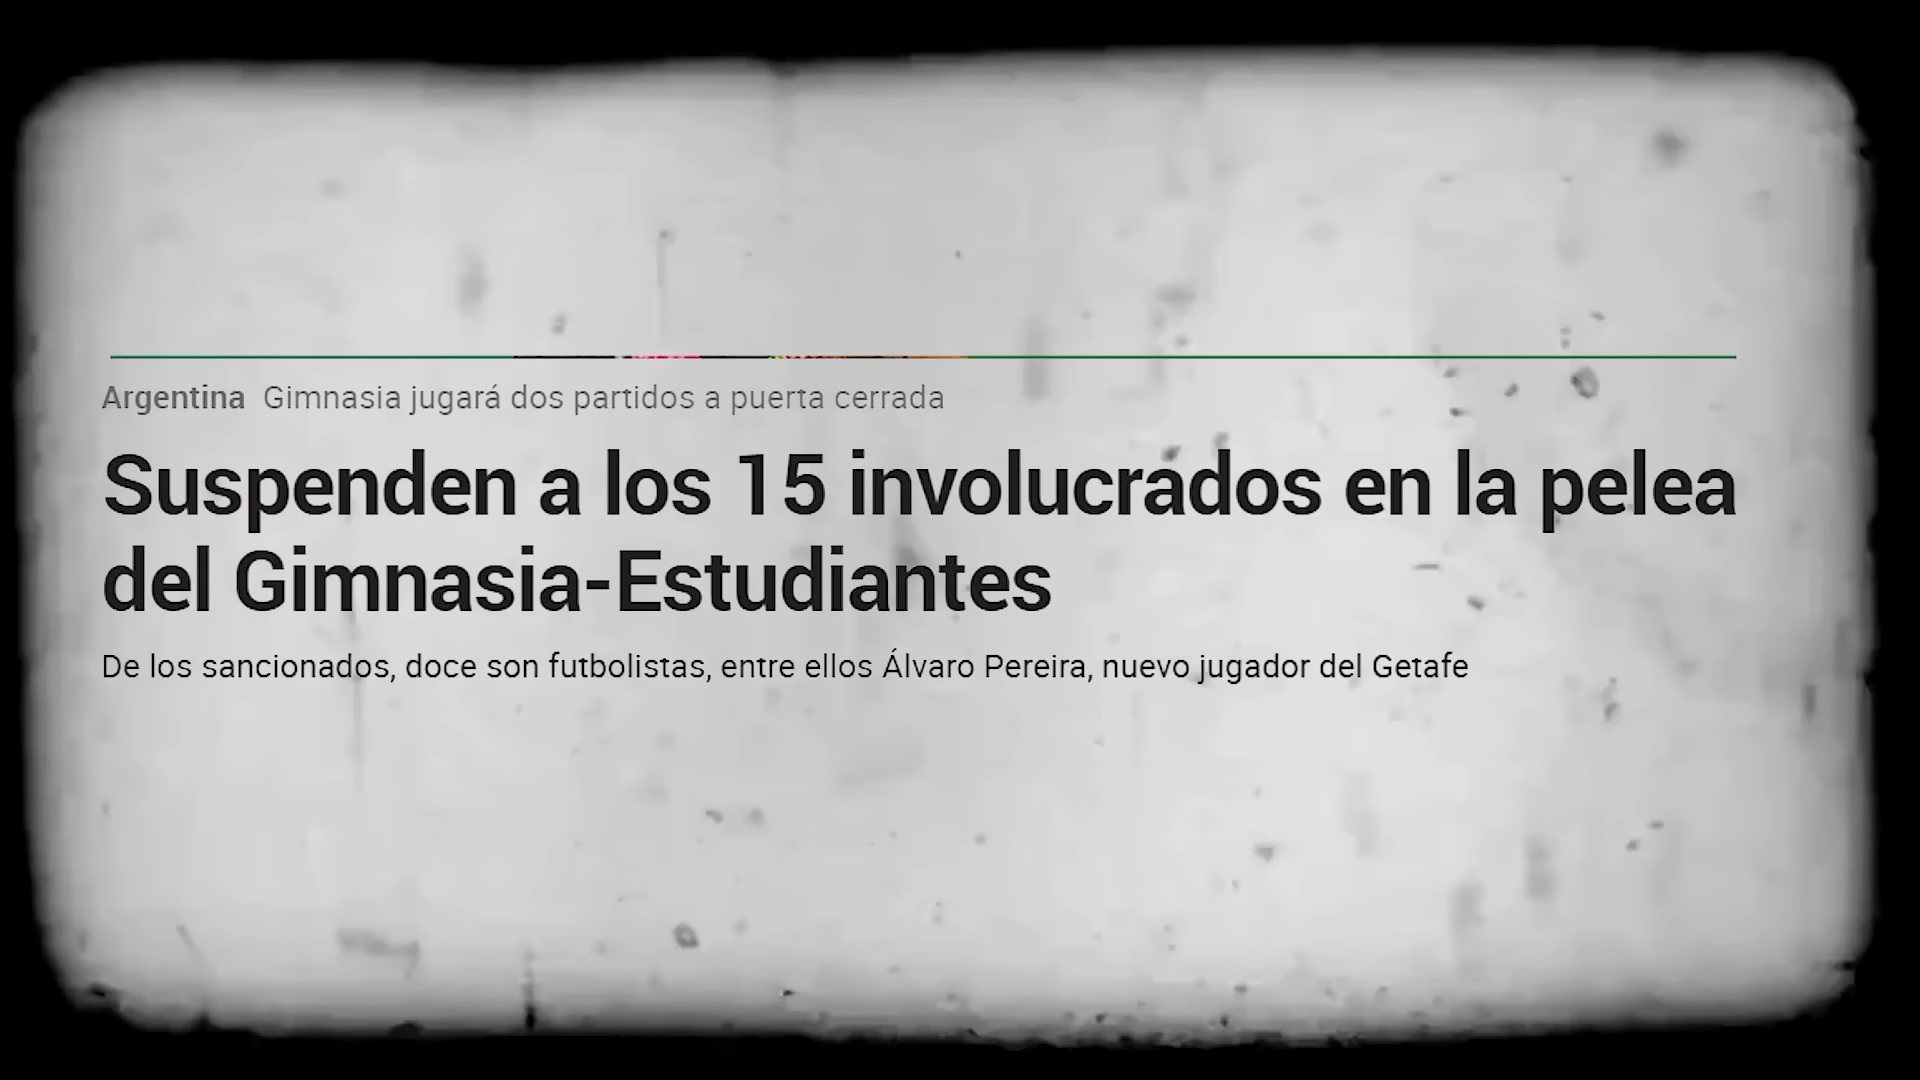 Argentina Gimnasia jugará dos partidos a puerta cerrada
Suspenden a los 15 involucrados en la pelea
del Gimnasia-Estudiantes
De los sancionados, doce son futbolistas, entre ellos Álvaro Pereira, nuevo jugador del Getafe